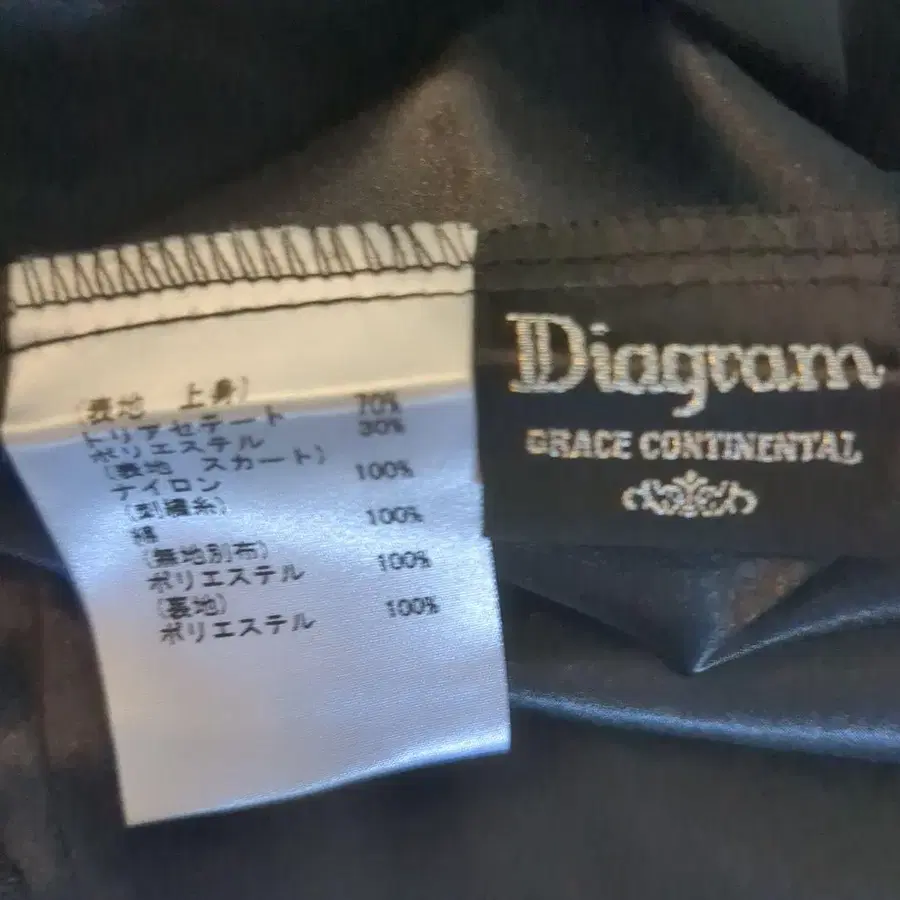 (表地 上身)
トリアセテート 70%
ポリエステル 30%
(表地 スカート)
ナイロン 100%
(刺繍糸)
綿 100%
(無地別布)
ポリエステル 100%
(裏地)
ポリエステル 100%
Diagram
GRACE CONTINENTAL